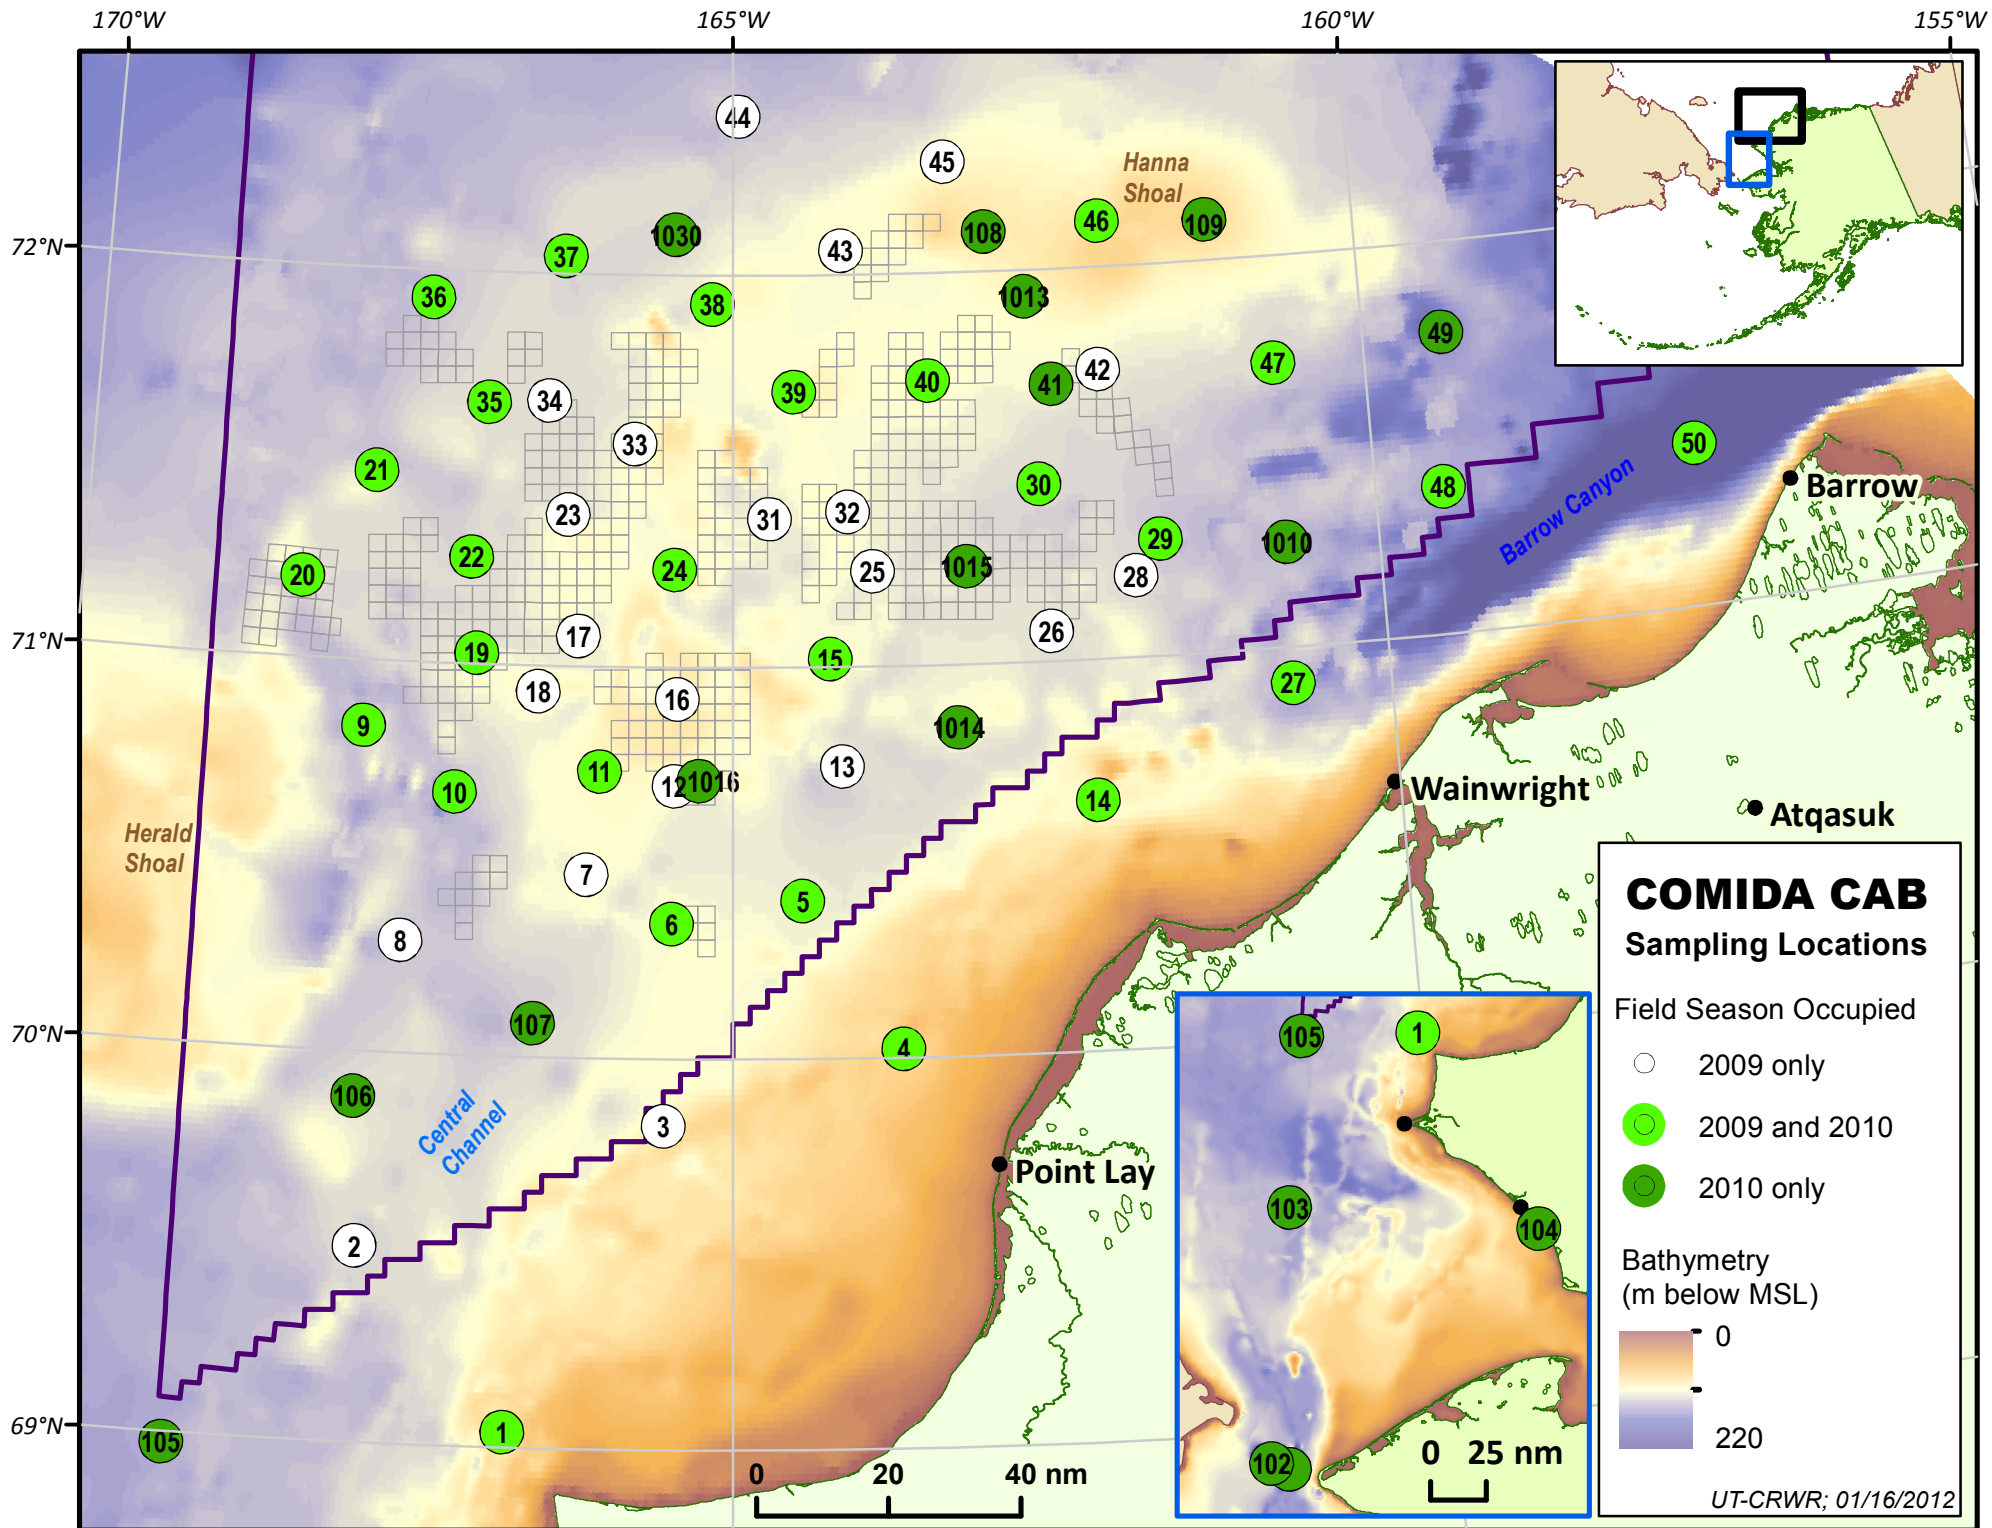 170°W 165°W 160°W 155°W
44
45
Hanna
Shoal
72°N
37
1030
43
108
46
109
36
38
1013
49
47
42
41
40
39
35
34
33
21
30
48
50
Barrow
Barrow Canyon
23
31
32
29
1010
22
20
24
25
1015
28
71°N
17
26
19
15
18
16
27
9
1014
11
12
1016
13
10
14
Wainwright
Atqasuk
Herald
Shoal
7
5
6
8
70°N
107
4
106
Central
Channel
3
Point Lay
2
69°N
105
1
0 20 40 nm
105
1
103
104
102
0 25 nm
COMIDA CAB
Sampling Locations
Field Season Occupied
2009 only
2009 and 2010
2010 only
Bathymetry
(m below MSL)
0
220
UT-CRWR; 01/16/2012